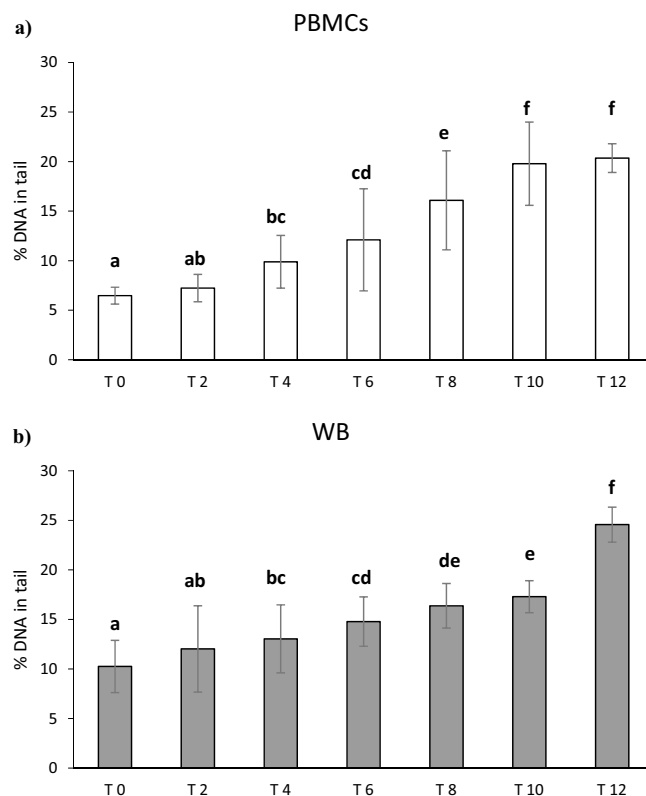 a)
PBMCs
30
25
20
15
10
5
0
% DNA in tail
a
ab
bc
cd
e
f
f
T 0 T 2 T 4 T 6 T 8 T 10 T 12
b)
WB
30
25
20
15
10
5
0
% DNA in tail
a
ab
bc
cd
de
e
f
T 0 T 2 T 4 T 6 T 8 T 10 T 12